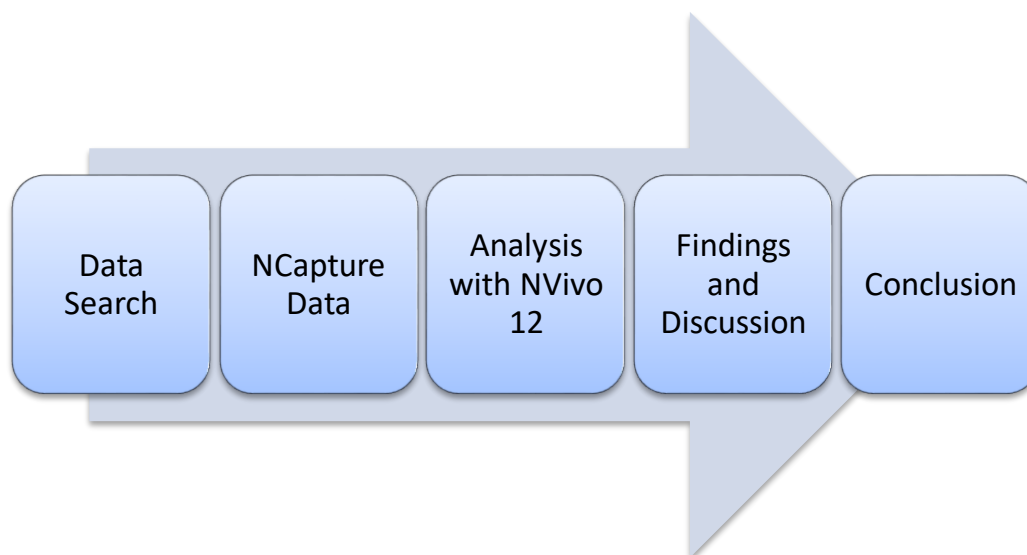 Data
Search
NCapture
Data
Analysis
with NVivo
12
Findings
and
Discussion
Conclusion